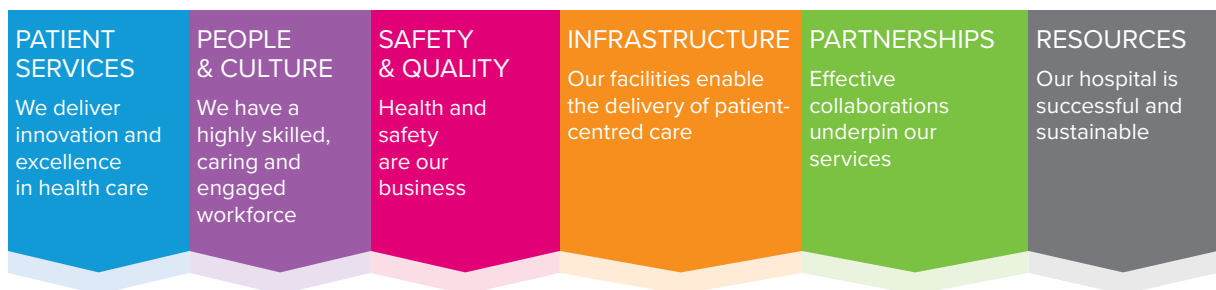 PATIENT
SERVICES
We deliver
innovation and
excellence
in health care
PEOPLE
& CULTURE
We have a
highly skilled,
caring and
engaged
workforce
SAFETY
& QUALITY
Health and
safety
are our
business
INFRASTRUCTURE
Our facilities enable
the delivery of patient-
centred care
PARTNERSHIPS
Effective
collaborations
underpin our
services
RESOURCES
Our hospital is
successful and
sustainable